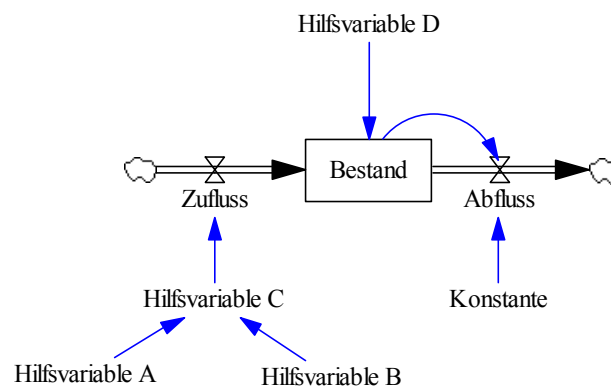 Hilfsvariable D
Bestand
Zufluss
Abfluss
Hilfsvariable C
Konstante
Hilfsvariable A
Hilfsvariable B